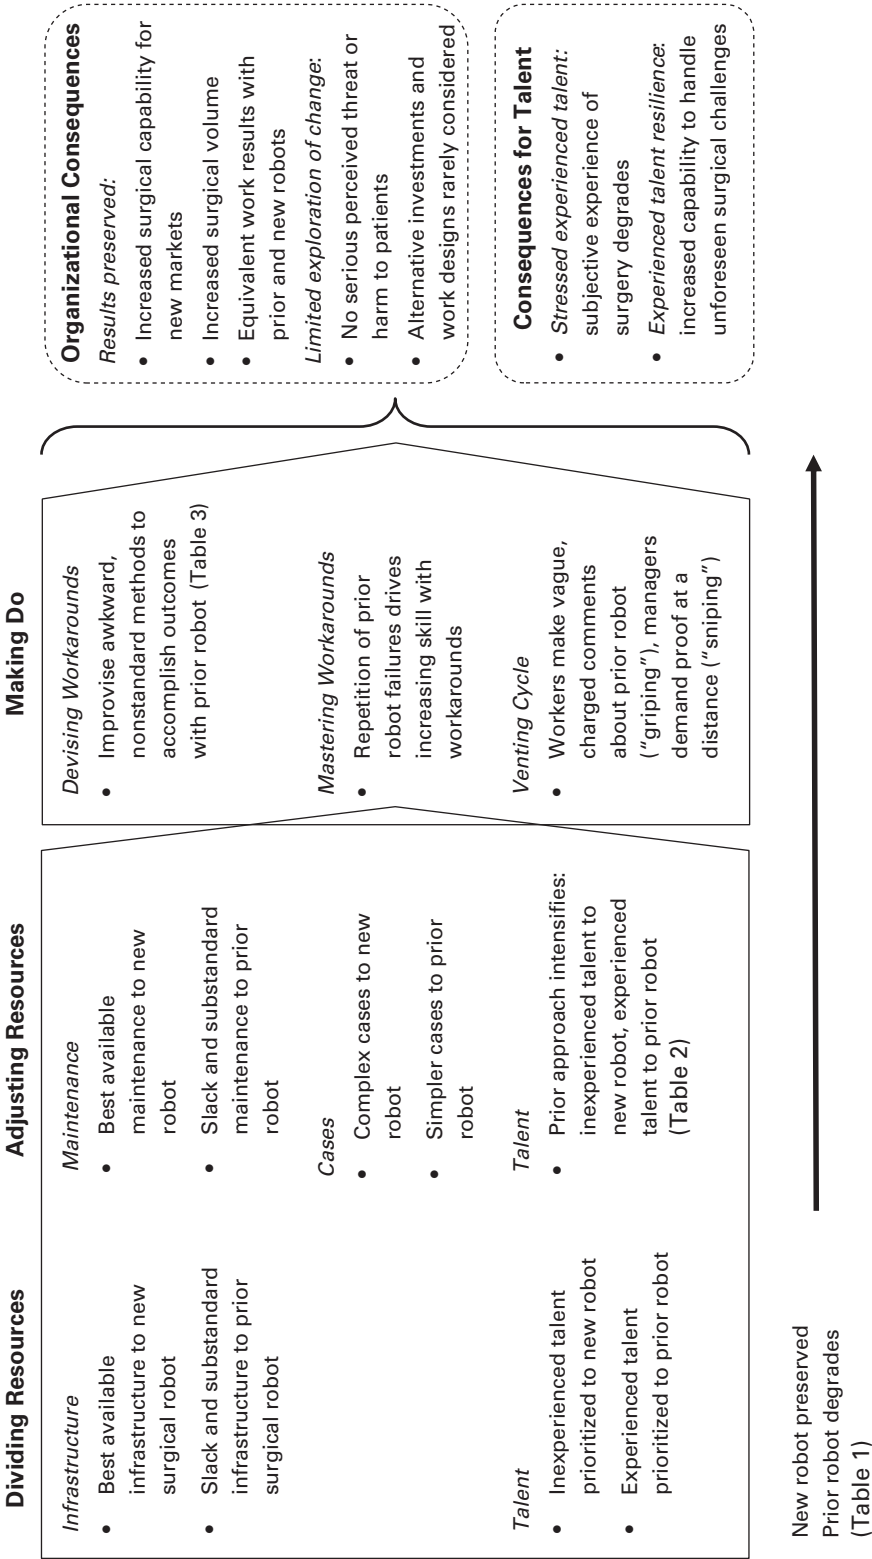 Dividing Resources
Infrastructure
• Best available
infrastructure to new
surgical robot
• Slack and substandard
infrastructure to prior
surgical robot
Talent
• Inexperienced talent
prioritized to new robot
• Experienced talent
prioritized to prior robot
Adjusting Resources
Maintenance
• Best available
maintenance to new
robot
• Slack and substandard
maintenance to prior
robot
Cases
• Complex cases to new
robot
• Simpler cases to prior
robot
Talent
• Prior approach intensifies:
inexperienced talent to
new robot, experienced
talent to prior robot
(Table 2)
Making Do
Devising Workarounds
• Improvise awkward,
nonstandard methods to
accomplish outcomes
with prior robot (Table 3)
Mastering Workarounds
• Repetition of prior
robot failures drives
increasing skill with
workarounds
Venting Cycle
• Workers make vague,
charged comments
about prior robot
(“griping”), managers
demand proof at a
distance (“sniping”)
Organizational Consequences
Results preserved:
• Increased surgical capability for
new markets
• Increased surgical volume
• Equivalent work results with
prior and new robots
Limited exploration of change:
• No serious perceived threat or
harm to patients
• Alternative investments and
work designs rarely considered
Consequences for Talent
• Stressed experienced talent:
subjective experience of
surgery degrades
• Experienced talent resilience:
increased capability to handle
unforeseen surgical challenges
New robot preserved
Prior robot degrades
(Table 1)